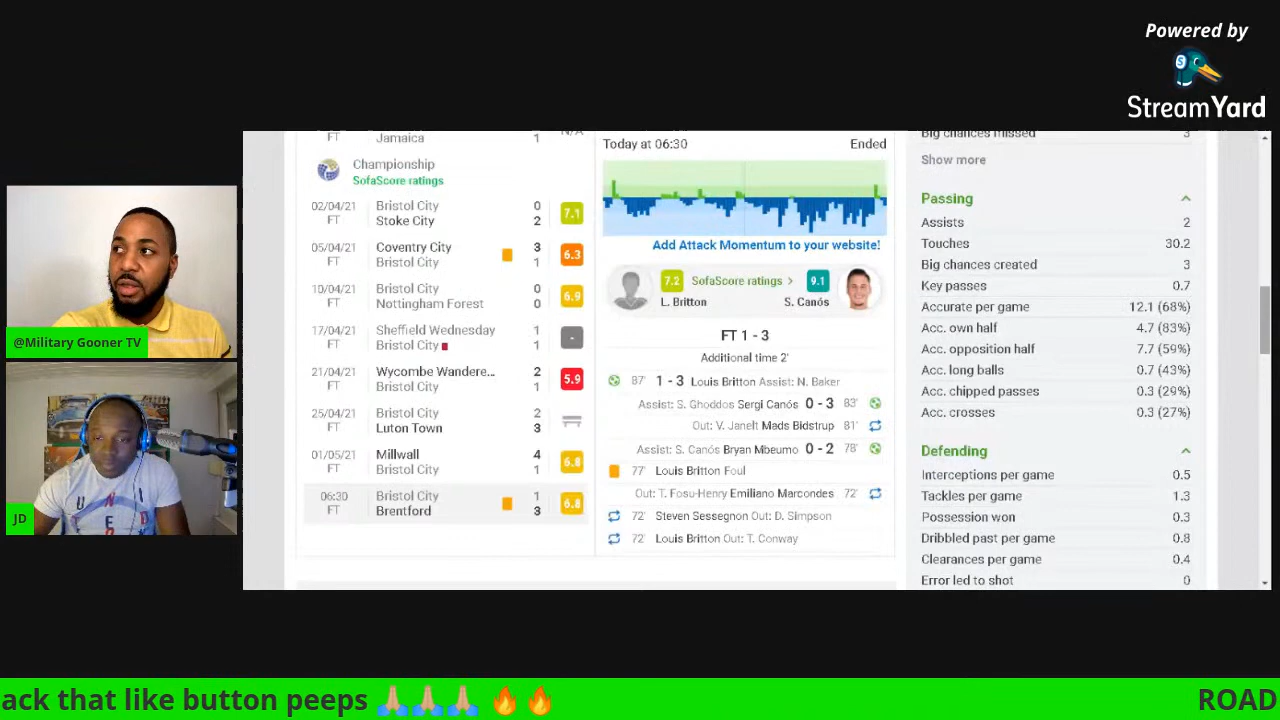 Powered by
StreamYard
FT Jamaica 1 N/A
Championship
SofaScore ratings
02/04/21 Bristol City 0 7.1
FT Stoke City 2
05/04/21 Coventry City 3 6.3
FT Bristol City 1
10/04/21 Bristol City 0 6.9
FT Nottingham Forest 0
17/04/21 Sheffield Wednesday 1 -
FT Bristol City 1
21/04/21 Wycombe Wandere... 2 5.9
FT Bristol City 1
25/04/21 Bristol City 2
FT Luton Town 3
01/05/21 Millwall 4 6.8
FT Bristol City 1
06:30 Bristol City 1 6.8
FT Brentford 3
Today at 06:30 Ended
Add Attack Momentum to your website!
7.2 SofaScore ratings > 9.1
L. Britton S. Canós
FT 1 - 3
Additional time 2'
87' 1 - 3 Louis Britton Assist: N. Baker
Assist: S. Ghoddos Sergi Canós 0 - 3 83'
Out: V. Janelt Mads Bidstrup 81'
Assist: S. Canós Bryan Mbeumo 0 - 2 78'
77' Louis Britton Foul
Out: T. Fosu-Henry Emiliano Marcondes 72'
72' Steven Sessegnon Out: D. Simpson
72' Louis Britton Out: T. Conway
Big chances missed 3
Show more
Passing
Assists 2
Touches 30.2
Big chances created 3
Key passes 0.7
Accurate per game 12.1 (68%)
Acc. own half 4.7 (83%)
Acc. opposition half 7.7 (59%)
Acc. long balls 0.7 (43%)
Acc. chipped passes 0.3 (29%)
Acc. crosses 0.3 (27%)
Defending
Interceptions per game 0.5
Tackles per game 1.3
Possession won 0.3
Dribbled past per game 0.8
Clearances per game 0.4
Error led to shot 0
@Military Gooner TV
JD
ack that like button peeps 🙏🏽🙏🏽🙏🏽 🔥🔥 ROAD